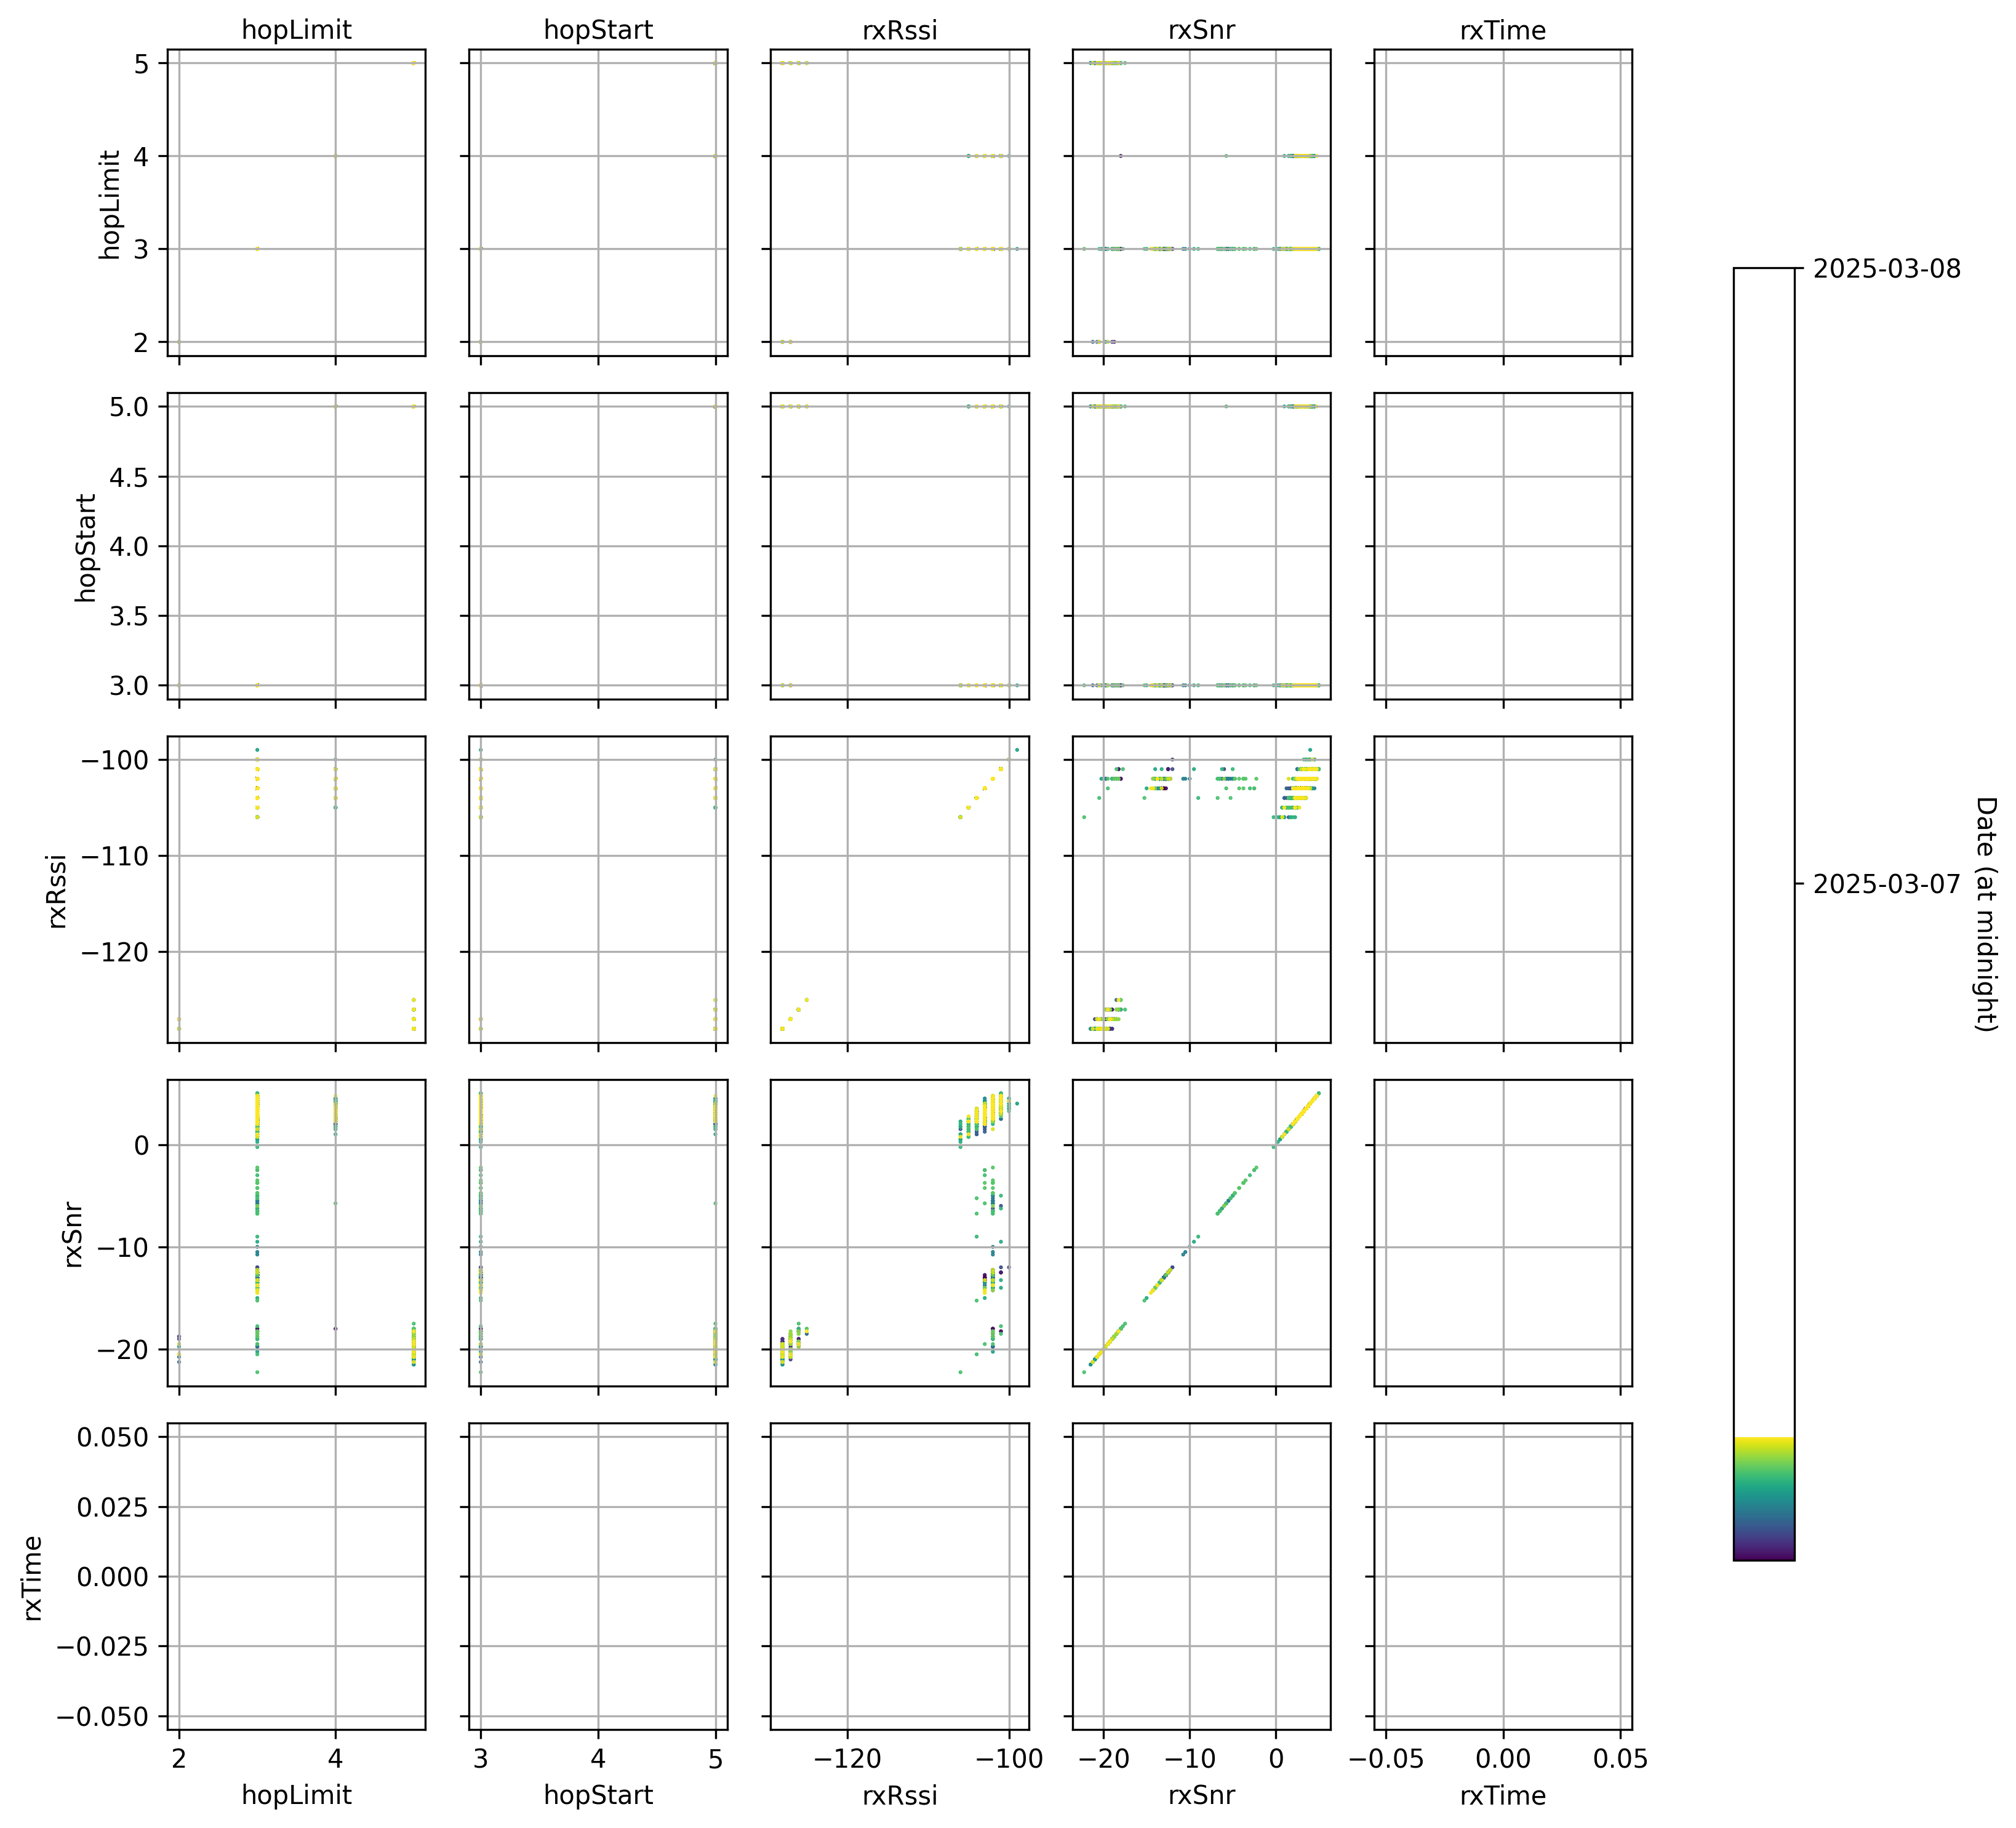 hopLimit hopStart rxRssi rxSnr rxTime
5
4
3
2
hopLimit
5.0
4.5
4.0
3.5
3.0
hopStart
−100
−110
−120
rxRssi
0
−10
−20
rxSnr
0.050
0.025
0.000
−0.025
−0.050
rxTime
2 4 3 4 5 −120 −100 −20 −10 0 −0.05 0.00 0.05
hopLimit hopStart rxRssi rxSnr rxTime
2025-03-08
2025-03-07
Date (at midnight)